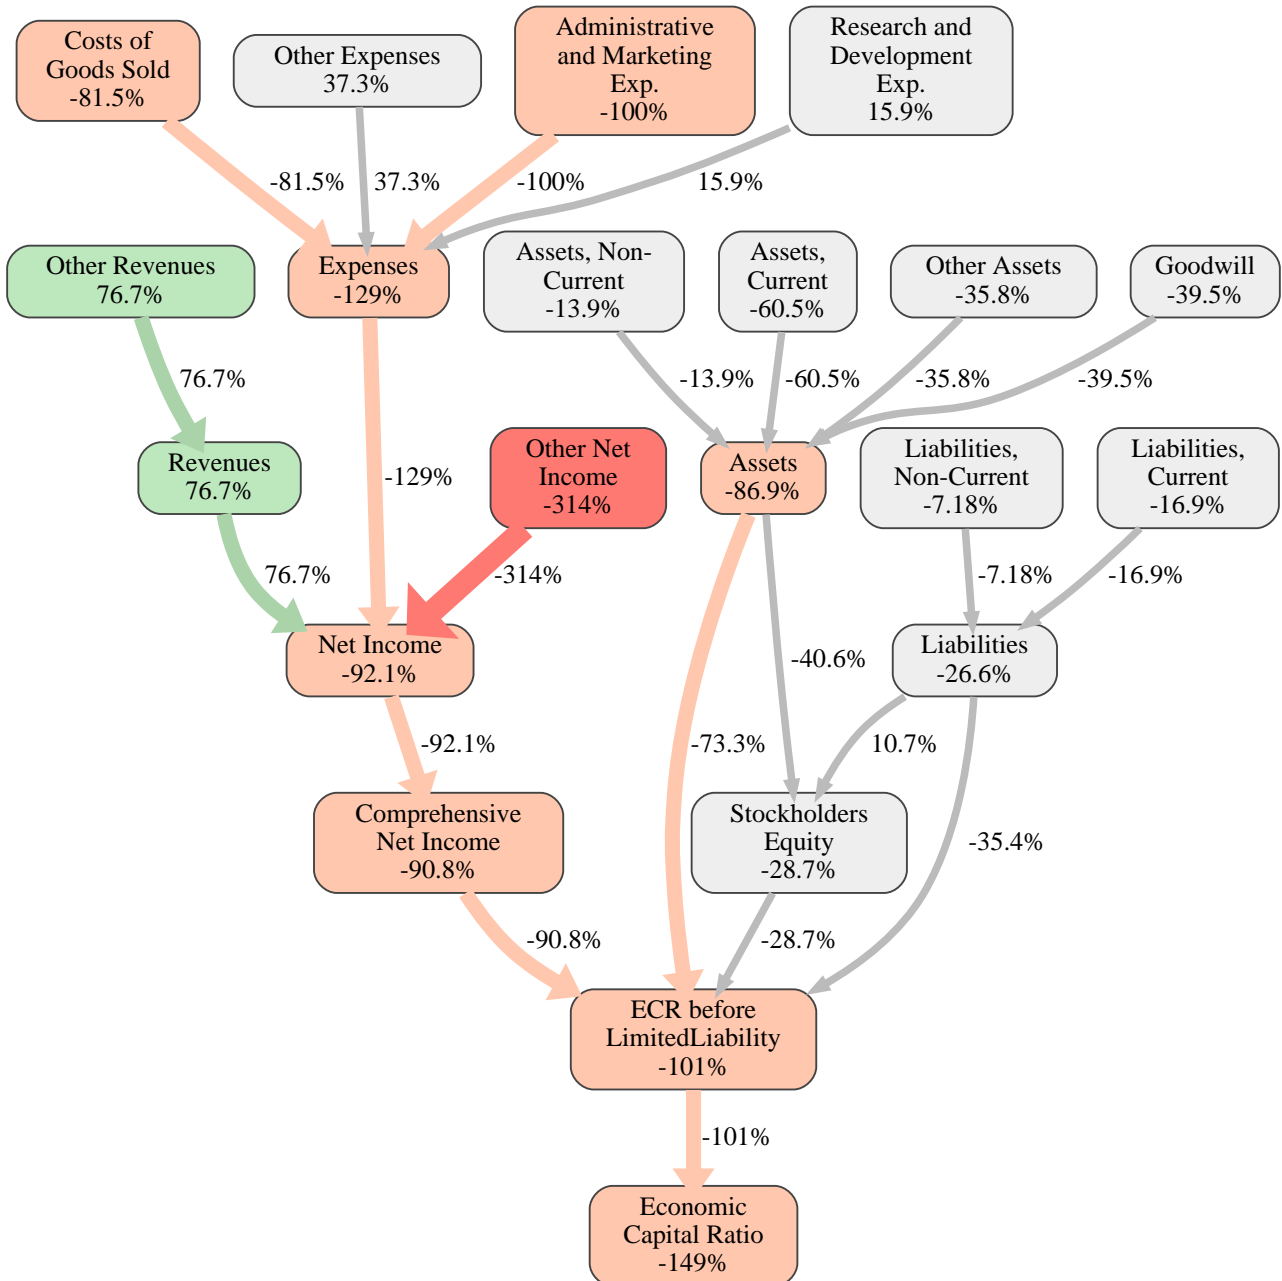 Costs of
Goods Sold
-81.5%
Other Expenses
37.3%
Administrative
and Marketing
Exp.
-100%
Research and
Development
Exp.
15.9%
-81.5%
37.3%
-100%
15.9%
Other Revenues
76.7%
Expenses
-129%
Assets, Non-
Current
-13.9%
Assets,
Current
-60.5%
Other Assets
-35.8%
Goodwill
-39.5%
76.7%
-13.9%
-60.5%
-35.8%
-39.5%
Revenues
76.7%
-129%
Other Net
Income
-314%
Assets
-86.9%
Liabilities,
Non-Current
-7.18%
Liabilities,
Current
-16.9%
76.7%
-314%
-7.18%
-16.9%
Net Income
-92.1%
-40.6%
Liabilities
-26.6%
-92.1%
-73.3%
10.7%
Comprehensive
Net Income
-90.8%
Stockholders
Equity
-28.7%
-35.4%
-90.8%
-28.7%
ECR before
LimitedLiability
-101%
-101%
Economic
Capital Ratio
-149%